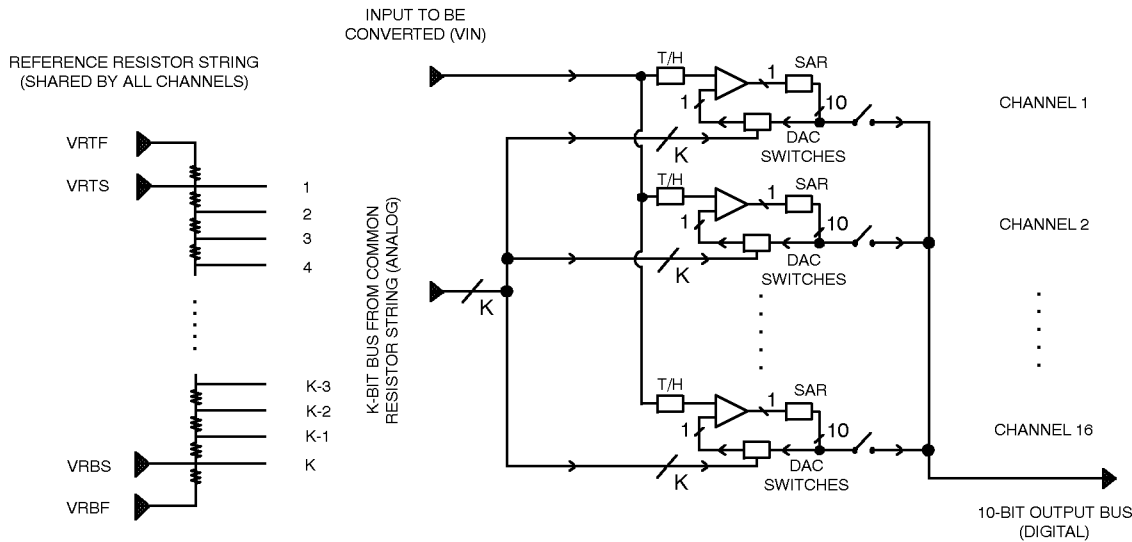 INPUT TO BE
CONVERTED (VIN)
REFERENCE RESISTOR STRING
(SHARED BY ALL CHANNELS)
VRTF
VRTS
1
2
3
4
K-3
K-2
K-1
K
VRBS
VRBF
K-BIT BUS FROM COMMON
RESISTOR STRING (ANALOG)
K
T/H
1
SAR
1
10
DAC
SWITCHES
K
CHANNEL 1
T/H
1
SAR
1
10
DAC
SWITCHES
K
CHANNEL 2
T/H
1
SAR
1
10
DAC
SWITCHES
K
CHANNEL 16
10-BIT OUTPUT BUS
(DIGITAL)